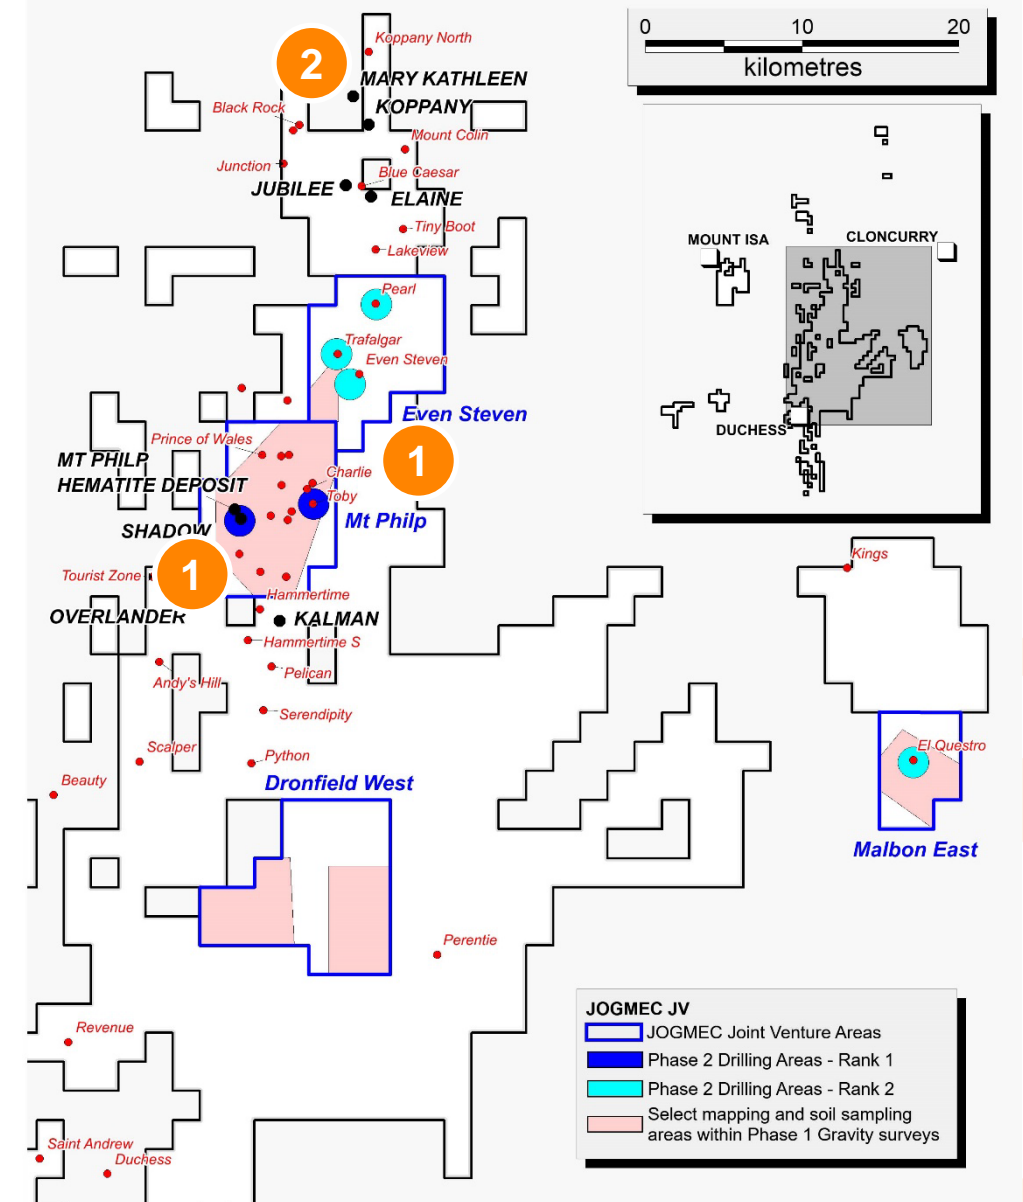 0 10 20
kilometres
Koppany North
2
MARY KATHLEEN
KOPPANY
Black Rock
Mount Colin
Junction
Blue Caesar
JUBILEE
ELAINE
Tiny Boot
Lakeview
MOUNT ISA
CLONCURRY
DUCHESS
Pearl
Trafalgar
Even Steven
Even Steven
Prince of Wales
1
MT PHILP
HEMATITE DEPOSIT
Charlie
Toby
Mt Philp
SHADOW
Kings
Tourist Zone
1
Hammertime
OVERLANDER
KALMAN
Hammertime S
Pelican
Andy's Hill
Serendipity
Scalper
Python
El Questro
Beauty
Dronfield West
Malbon East
Perentie
Revenue
Saint Andrew
Duchess
JOGMEC JV
JOGMEC Joint Venture Areas
Phase 2 Drilling Areas - Rank 1
Phase 2 Drilling Areas - Rank 2
Select mapping and soil sampling
areas within Phase 1 Gravity surveys